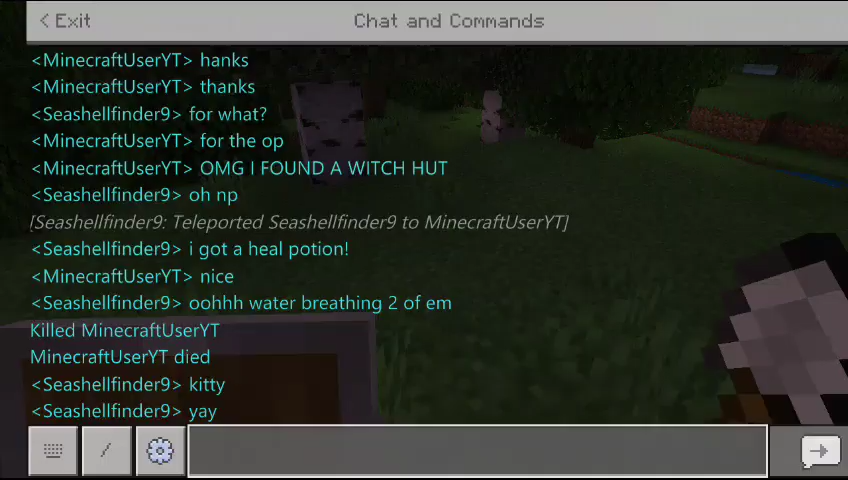 < Exit
Chat and Commands
<MinecraftUserYT> hanks
<MinecraftUserYT> thanks
<Seashellfinder9> for what?
<MinecraftUserYT> for the op
<MinecraftUserYT> OMG I FOUND A WITCH HUT
<Seashellfinder9> oh np
[Seashellfinder9: Teleported Seashellfinder9 to MinecraftUserYT]
<Seashellfinder9> i got a heal potion!
<MinecraftUserYT> nice
<Seashellfinder9> oohhh water breathing 2 of em
Killed MinecraftUserYT
MinecraftUserYT died
<Seashellfinder9> kitty
<Seashellfinder9> yay
/